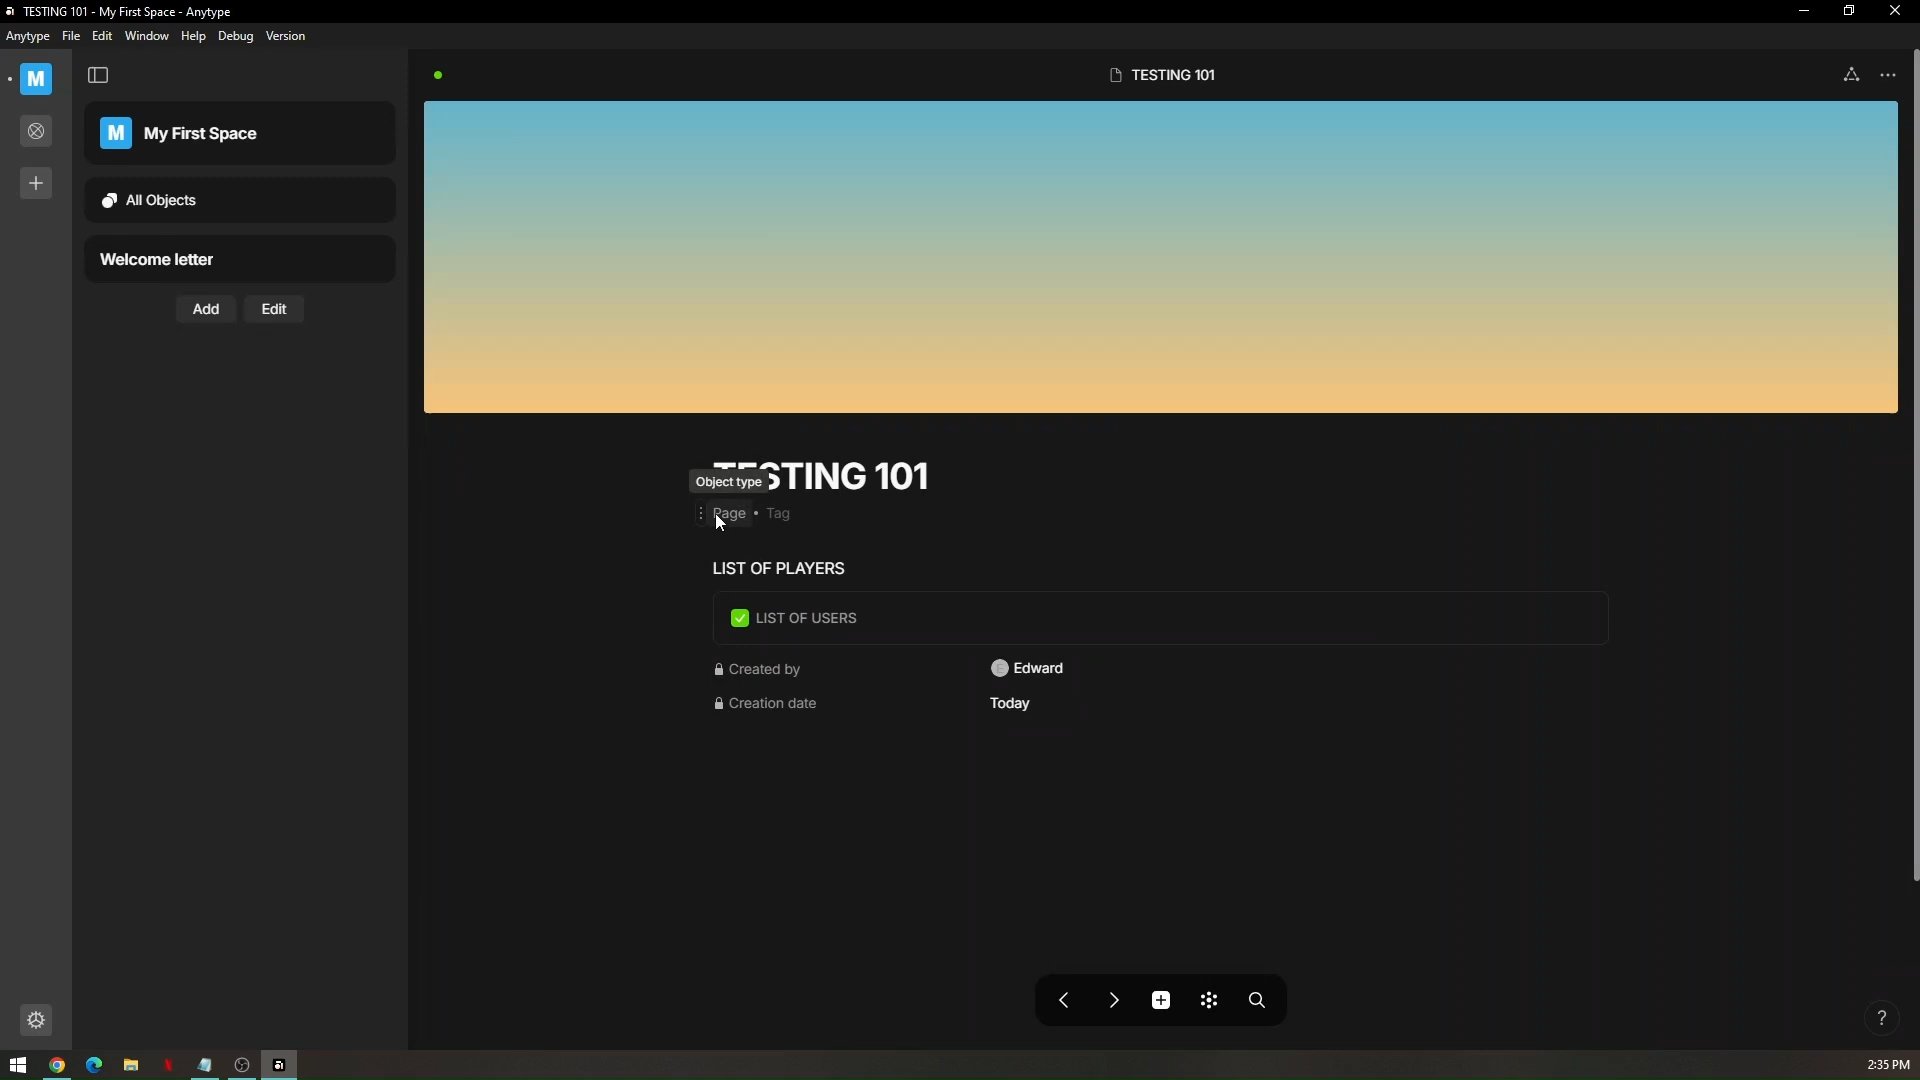 TESTING 101 - My First Space - Anytype
Anytype File Edit Window Help Debug Version
M
TESTING 101
M My First Space
All Objects
Welcome letter
Add Edit
TESTING 101
Object type
Page • Tag
LIST OF PLAYERS
LIST OF USERS
Created by E Edward
Creation date Today
?
2:35 PM